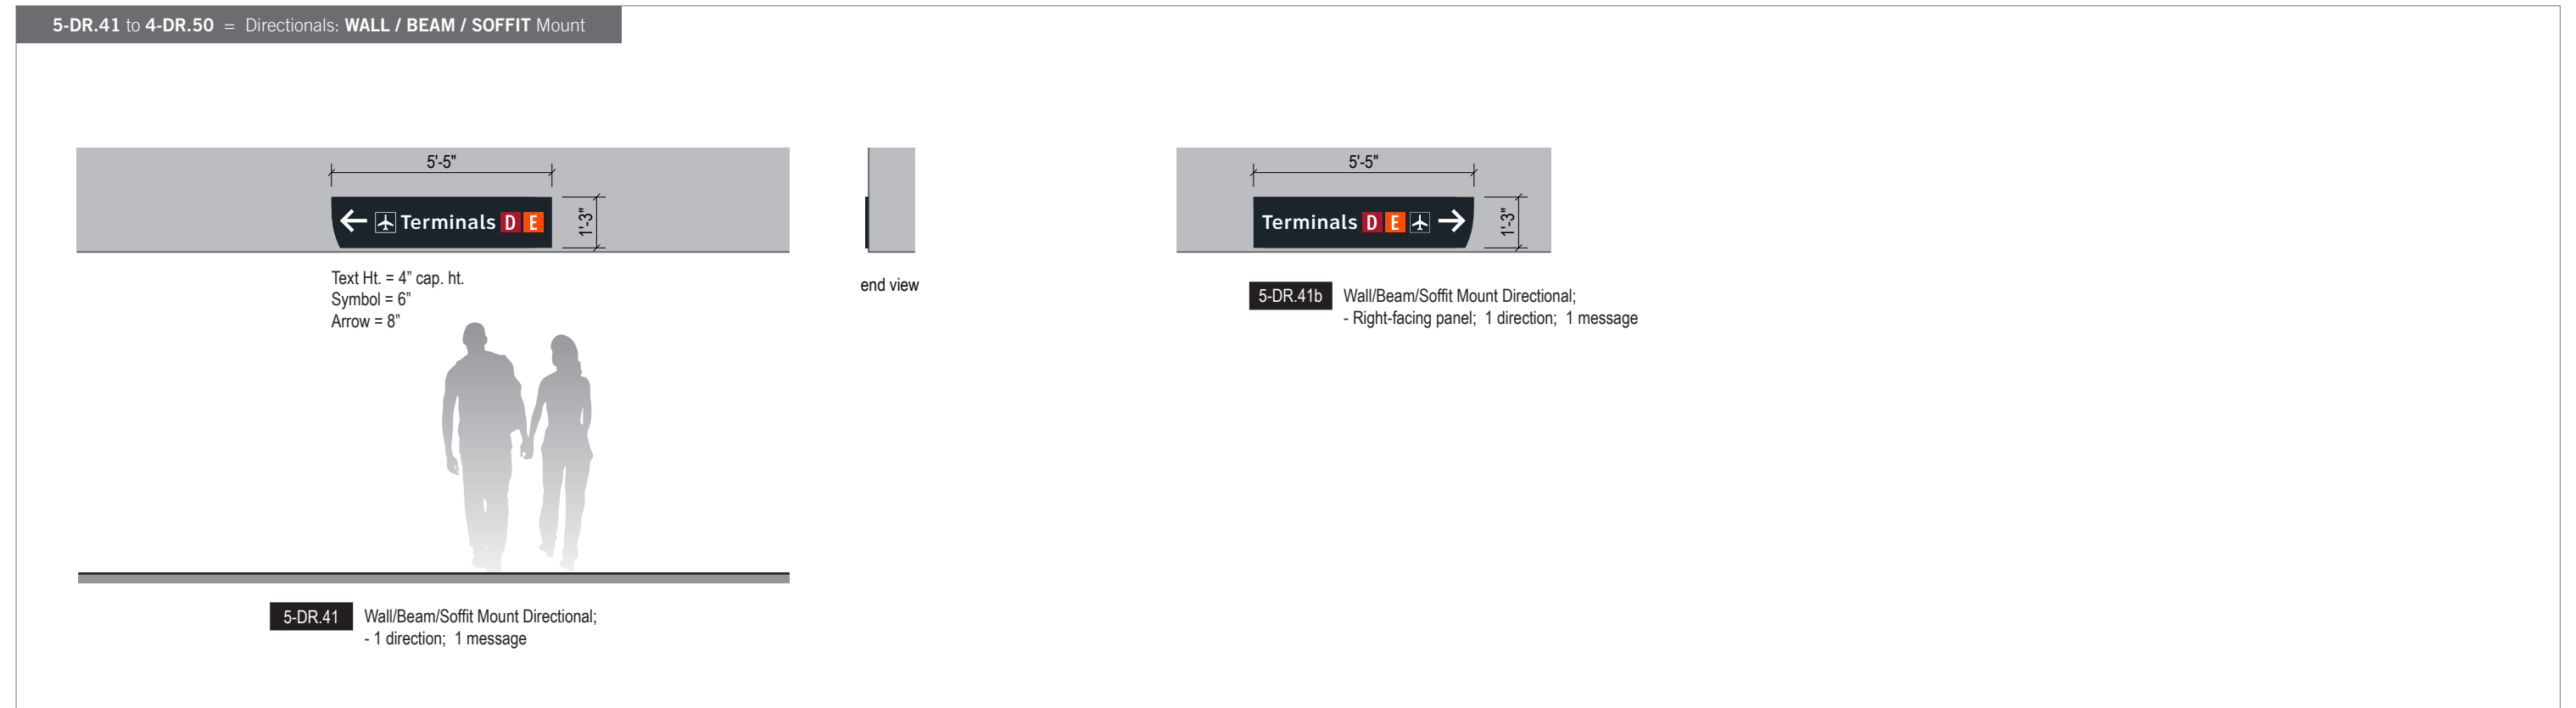 5-DR.41 to 4-DR.50 = Directionals: WALL / BEAM / SOFFIT Mount
5'-5"
Terminals D E
1'-3"
Text Ht. = 4” cap. ht.
Symbol = 6”
Arrow = 8”
end view
5-DR.41 Wall/Beam/Soffit Mount Directional;
- 1 direction; 1 message
5'-5"
Terminals D E
1'-3"
5-DR.41b Wall/Beam/Soffit Mount Directional;
- Right-facing panel; 1 direction; 1 message